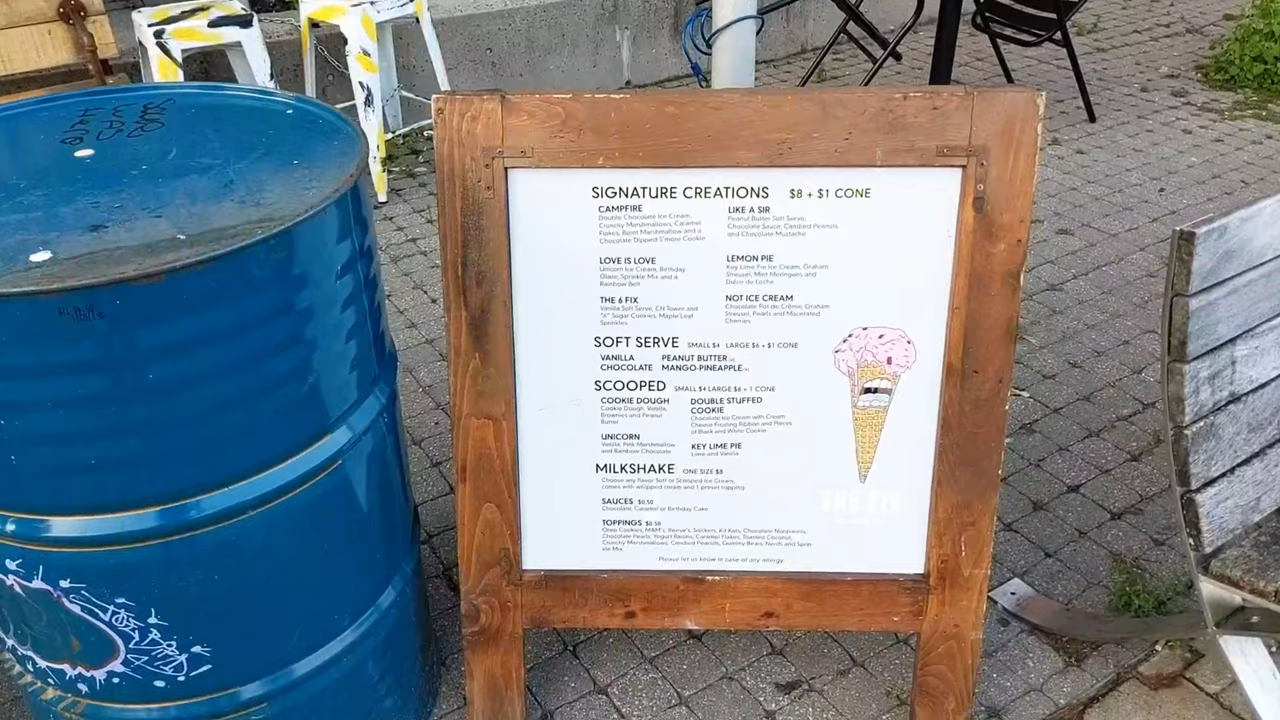 SIGNATURE CREATIONS $8 + $1 CONE
CAMPFIRE
Double Chocolate Ice Cream,
Crunchy Marshmallows, Caramel
Flakes, Burnt Marshmallow and a
Chocolate Dipped S'more Cookie
LIKE A SIR
Peanut Butter Soft Serve,
Chocolate Sauce, Candied Peanuts
and Chocolate Mustache
LOVE IS LOVE
Unicorn Ice Cream, Birthday
Glaze, Sprinkle Mix and a
Rainbow Belt
LEMON PIE
Key Lime Pie Ice Cream, Graham
Streusel, Mint Meringues and
Dulce de Leche
THE 6 FIX
Vanilla Soft Serve, CN Tower and
"6" Sugar Cookies, Maple Leaf
Sprinkles
NOT ICE CREAM
Chocolate Pot de Crème, Graham
Streusel, Pearls and Macerated
Cherries
SOFT SERVE SMALL $4 LARGE $6 + $1 CONE
VANILLA PEANUT BUTTER
CHOCOLATE MANGO-PINEAPPLE
SCOOPED SMALL $4 LARGE $6 + 1 CONE
COOKIE DOUGH
Cookie Dough, Vanilla,
Brownies and Peanut
Butter
DOUBLE STUFFED
COOKIE
Chocolate Ice Cream with Cream
Cheese Frosting Ribbon and Pieces
of Black and White Cookie
UNICORN
Vanilla, Pink Marshmallow
and Rainbow Chocolate
KEY LIME PIE
Lime and Vanilla
MILKSHAKE ONE SIZE $8
Choose any flavor Soft or Scooped Ice Cream,
comes with whipped cream and 1 preset topping
SAUCES $0.50
Chocolate, Caramel or Birthday Cake
TOPPINGS $0.50
Oreo Cookies, M&M's, Reese's, Snickers, Kit Kats, Chocolate Nonpareils,
Chocolate Pearls, Yogurt Raisins, Caramel Flakes, Toasted Coconut,
Crunchy Marshmallows, Candied Peanuts, Gummy Bears, Nerds and Sprin-
kle Mix
Please let us know in case of any allergy.
THE FIX
WAS